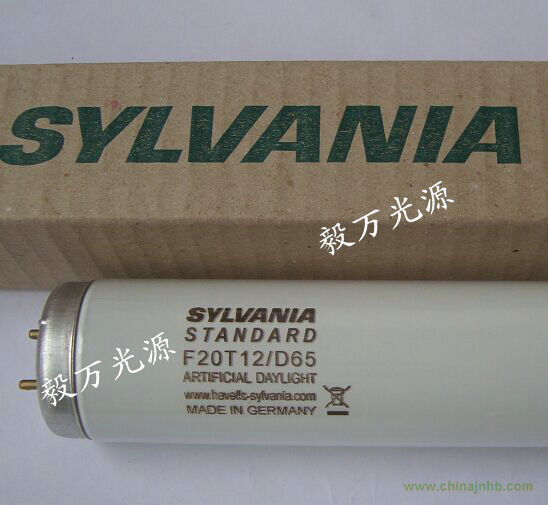 SYLVANIA
毅万光源
SYLVANIA
STANDARD
F20T12/D65
ARTIFICIAL DAYLIGHT
www.havells-sylvania.com
MADE IN GERMANY
毅万光源
www.chinajnhb.com